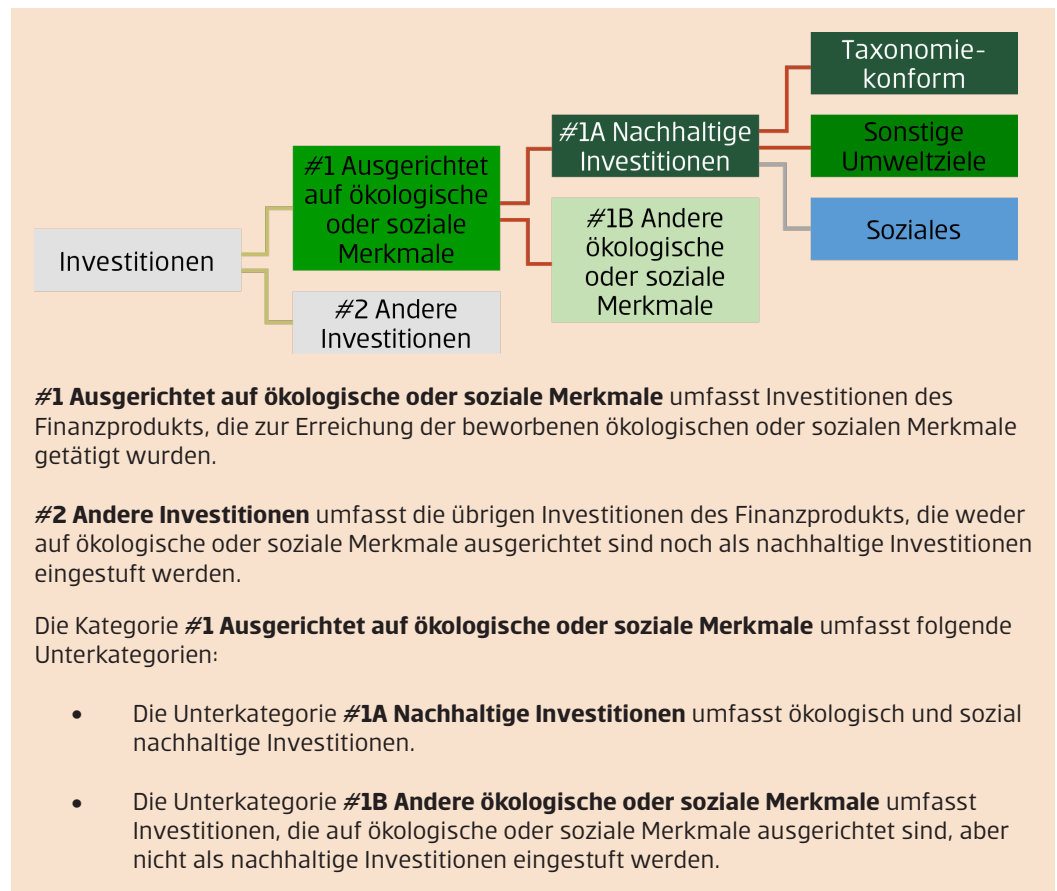 Taxonomie-
konform
#1A Nachhaltige
Investitionen
Sonstige
Umweltziele
#1 Ausgerichtet
auf ökologische
oder soziale
Merkmale
#1B Andere
ökologische
oder soziale
Merkmale
Soziales
Investitionen
#2 Andere
Investitionen
#1 Ausgerichtet auf ökologische oder soziale Merkmale umfasst Investitionen des
Finanzprodukts, die zur Erreichung der beworbenen ökologischen oder sozialen Merkmale
getätigt wurden.
#2 Andere Investitionen umfasst die übrigen Investitionen des Finanzprodukts, die weder
auf ökologische oder soziale Merkmale ausgerichtet sind noch als nachhaltige Investitionen
eingestuft werden.
Die Kategorie #1 Ausgerichtet auf ökologische oder soziale Merkmale umfasst folgende
Unterkategorien:
• Die Unterkategorie #1A Nachhaltige Investitionen umfasst ökologisch und sozial
nachhaltige Investitionen.
• Die Unterkategorie #1B Andere ökologische oder soziale Merkmale umfasst
Investitionen, die auf ökologische oder soziale Merkmale ausgerichtet sind, aber
nicht als nachhaltige Investitionen eingestuft werden.